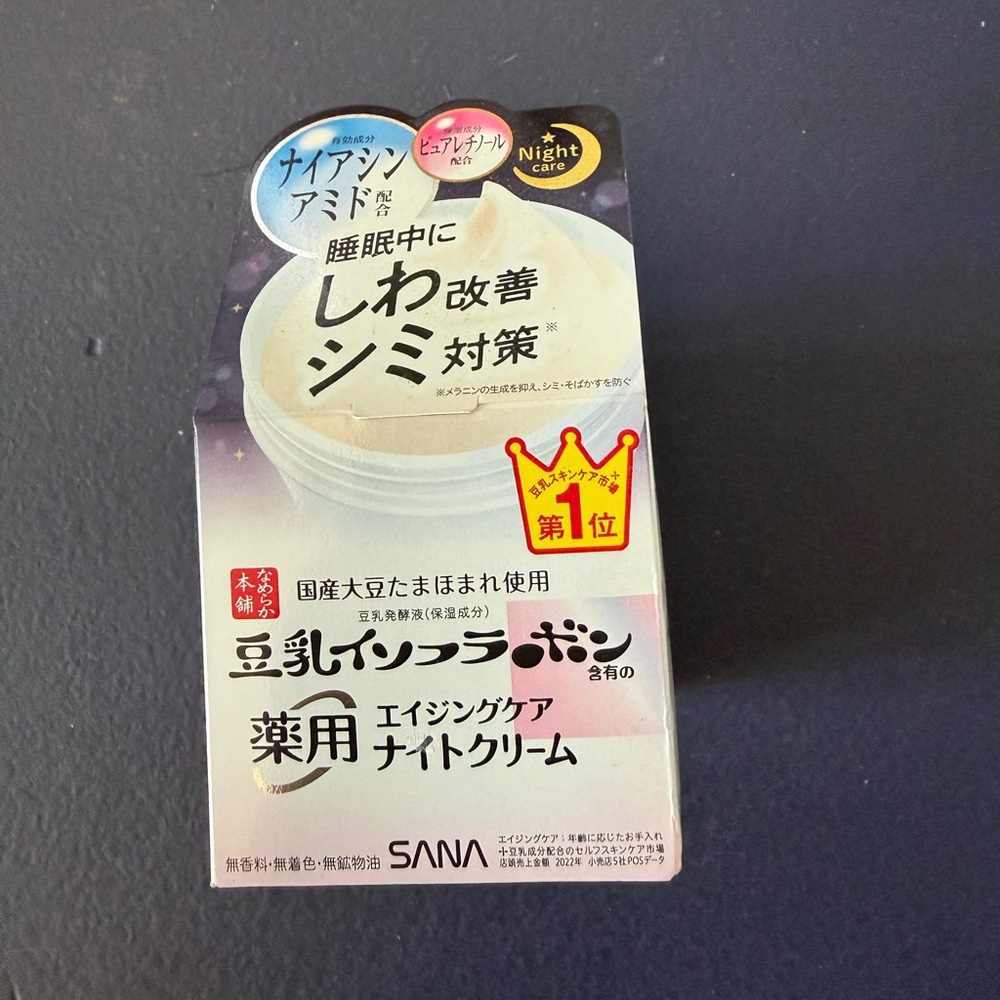 有効成分
ナイアシン
アミド配合
保湿成分
ピュアレチノール
配合
Night
care
睡眠中に
しわ改善
シミ対策※
※メラニンの生成を抑え、シミ・そばかすを防ぐ
豆乳スキンケア市場※
第1位
なめらか
本舗
国産大豆たまほまれ使用
豆乳発酵液(保湿成分)
豆乳イソフラボン
含有の
薬用
エイジングケア
ナイトクリーム
無香料・無着色・無鉱物油
SANA
エイジングケア:年齢に応じたお手入れ
豆乳成分配合のセルフスキンケア市場
店頭売上金額 2022年 小売店5社POSデータ